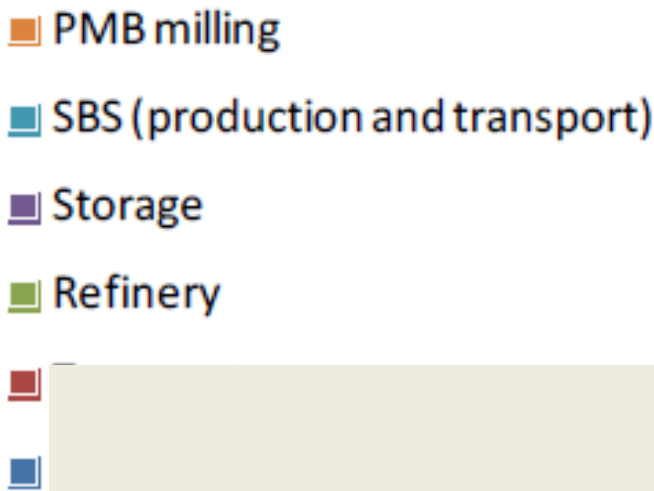 PMB milling
SBS (production and transport)
Storage
Refinery